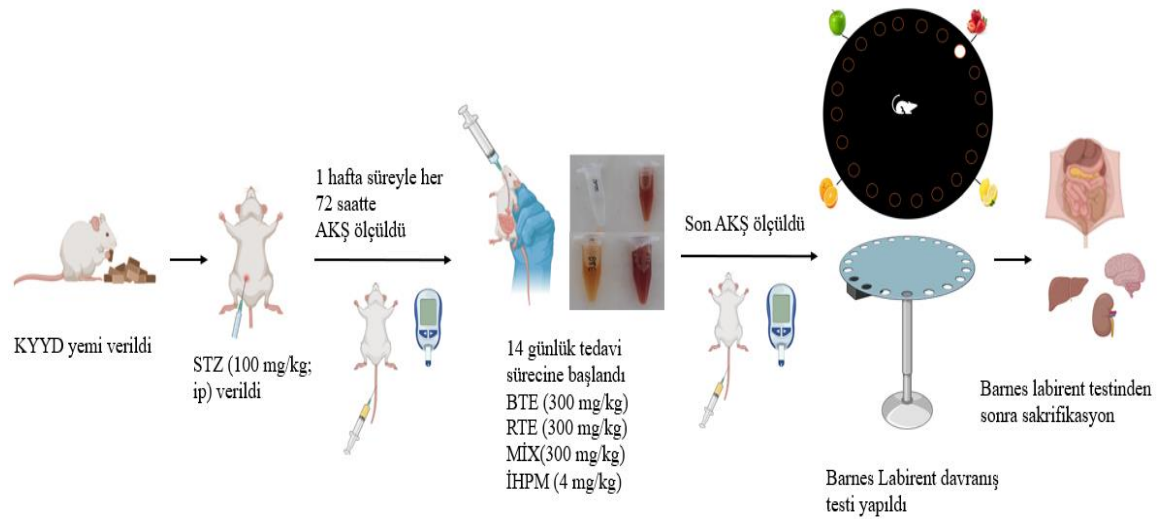 KYYD yemi verildi
STZ (100 mg/kg;
ip) verildi
1 hafta süreyle her
72 saatte
AKŞ ölçüldü
14 günlük tedavi
sürecine başlandı
BTE (300 mg/kg)
RTE (300 mg/kg)
MİX(300 mg/kg)
İHPM (4 mg/kg)
Son AKŞ ölçüldü
Barnes Labirent davranış
testi yapıldı
Barnes labirent testinden
sonra sakrifikasyon